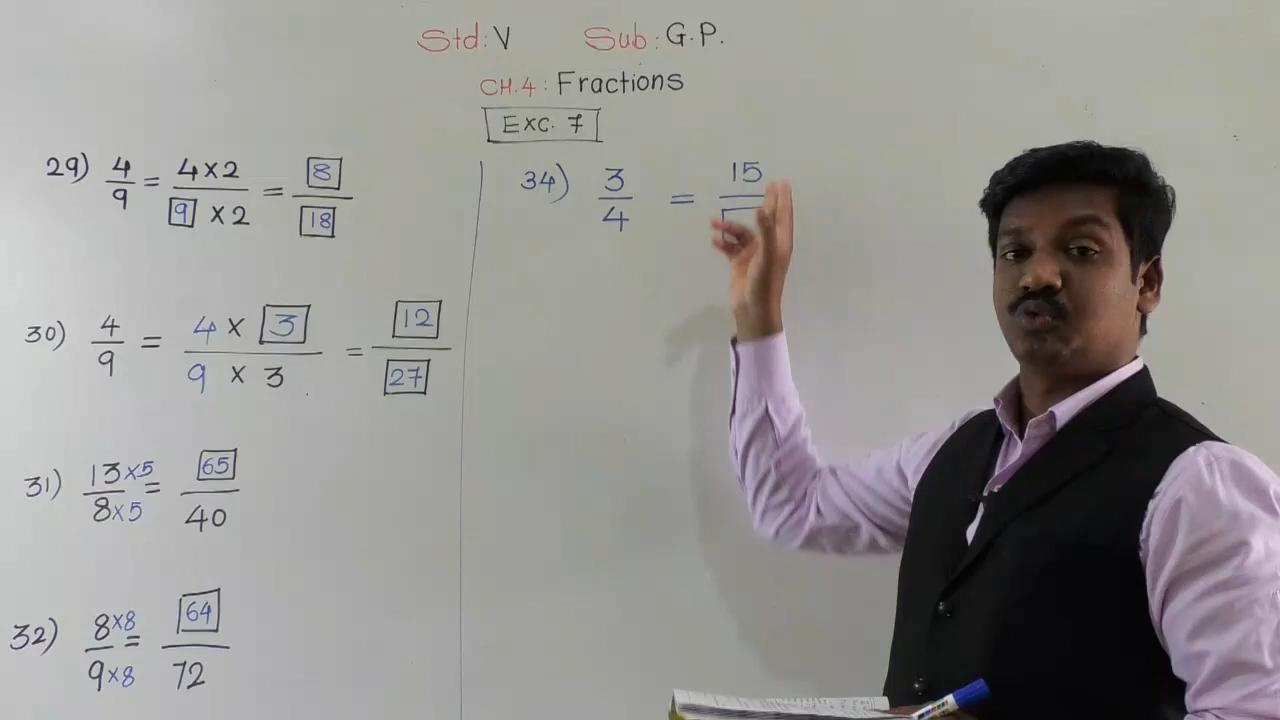 Std: V Sub: G.P.
CH.4: Fractions
Exc. 7
29) 4/9 = 4×2/9×2 = 8/18
30) 4/9 = 4×3/9×3 = 12/27
31) 13×5/8×5 = 65/40
32) 8×8/9×8 = 64/72
34) 3/4 = 15/